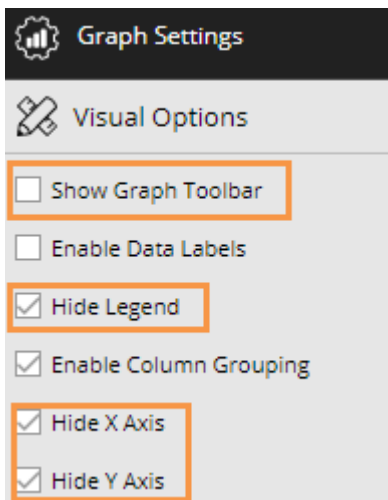 Graph Settings
Visual Options
Show Graph Toolbar
Enable Data Labels
Hide Legend
Enable Column Grouping
Hide X Axis
Hide Y Axis